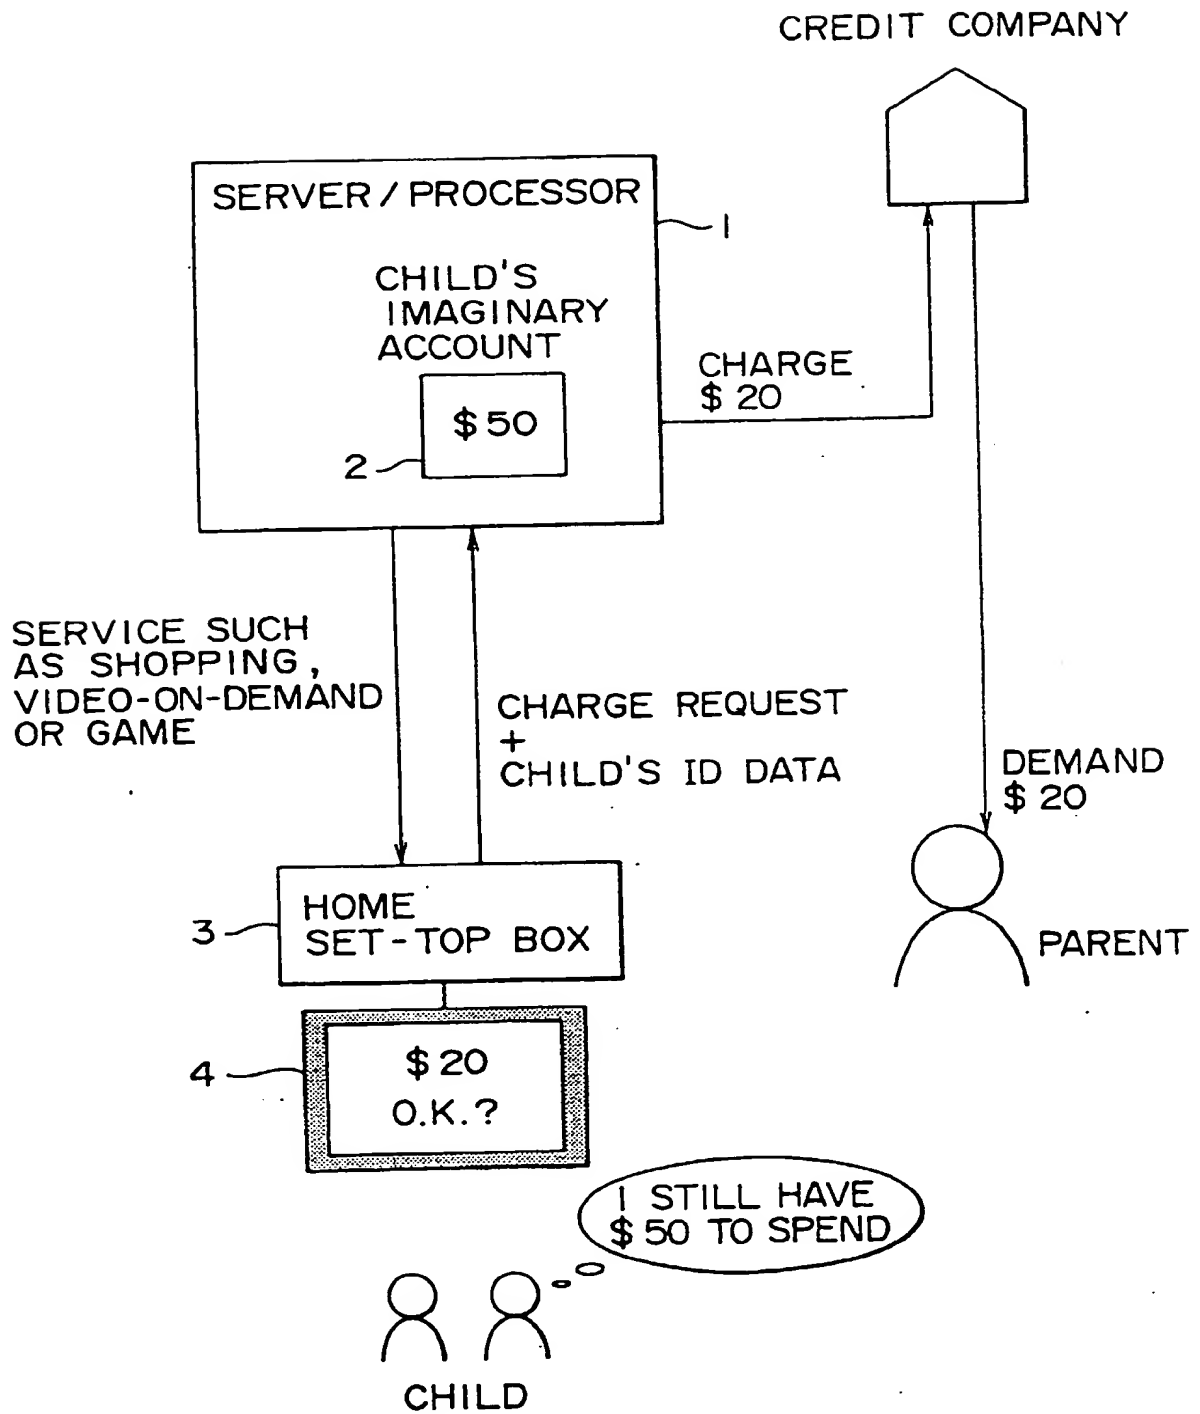 CREDIT COMPANY
SERVER / PROCESSOR
1
CHILD'S
IMAGINARY
ACCOUNT
$50
2
CHARGE
$20
SERVICE SUCH
AS SHOPPING,
VIDEO-ON-DEMAND
OR GAME
CHARGE REQUEST
+
CHILD'S ID DATA
DEMAND
$20
PARENT
HOME
SET-TOP BOX
3
$20
O.K.?
4
I STILL HAVE
$50 TO SPEND
CHILD